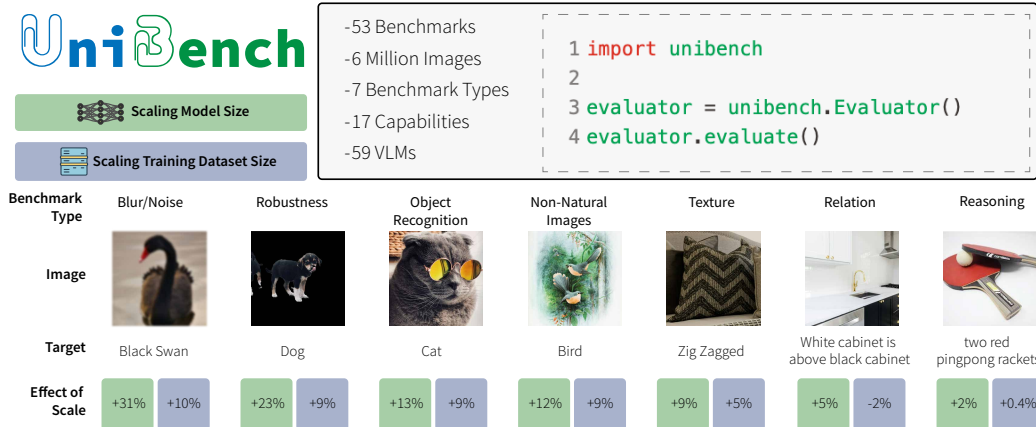 UniBench
Scaling Model Size
Scaling Training Dataset Size
-53 Benchmarks
-6 Million Images
-7 Benchmark Types
-17 Capabilities
-59 VLMs
1 import unibench
2
3 evaluator = unibench.Evaluator()
4 evaluator.evaluate()
Benchmark
Type
Blur/Noise
Robustness
Object
Recognition
Non-Natural
Images
Texture
Relation
Reasoning
Image
Target
Black Swan
Dog
Cat
Bird
Zig Zagged
White cabinet is
above black cabinet
two red
pingpong rackets
Effect of
Scale
+31% +10% +23% +9% +13% +9% +12% +9% +9% +5% +5% -2% +2% +0.4%